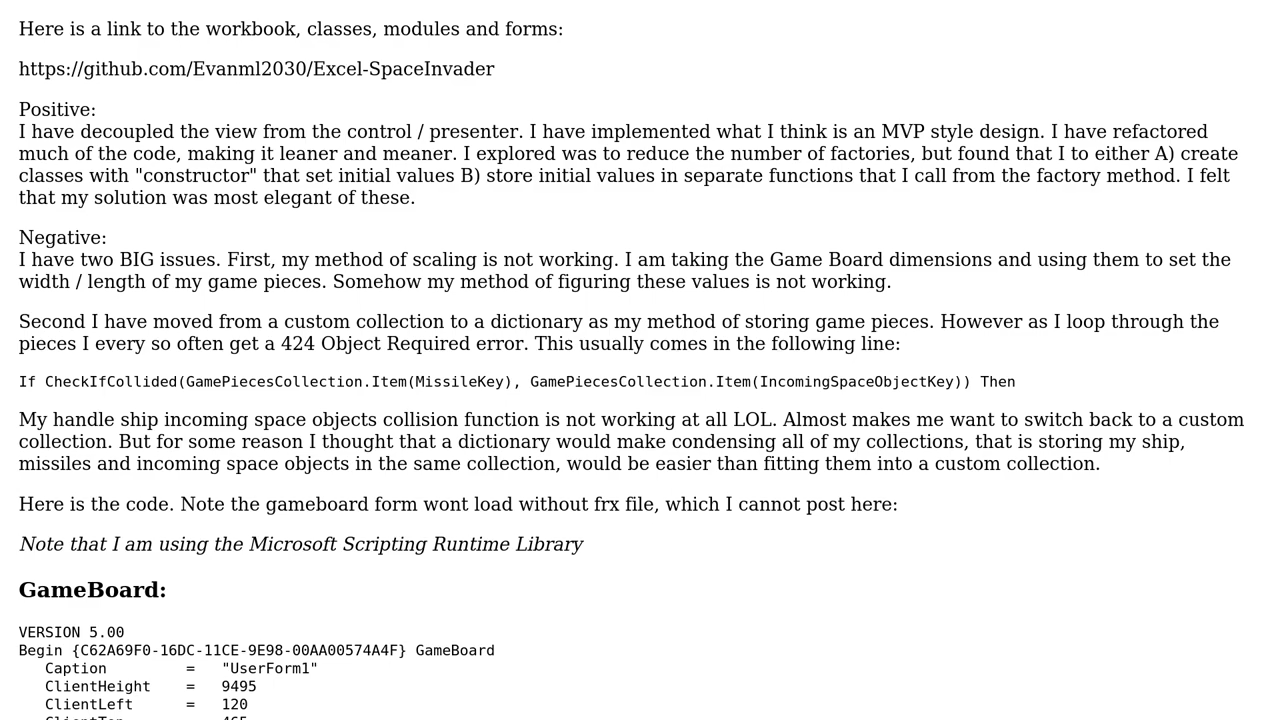 Here is a link to the workbook, classes, modules and forms:
https://github.com/Evanml2030/Excel-SpaceInvader
Positive:
I have decoupled the view from the control / presenter. I have implemented what I think is an MVP style design. I have refactored
much of the code, making it leaner and meaner. I explored was to reduce the number of factories, but found that I to either A) create
classes with "constructor" that set initial values B) store initial values in separate functions that I call from the factory method. I felt
that my solution was most elegant of these.
Negative:
I have two BIG issues. First, my method of scaling is not working. I am taking the Game Board dimensions and using them to set the
width / length of my game pieces. Somehow my method of figuring these values is not working.
Second I have moved from a custom collection to a dictionary as my method of storing game pieces. However as I loop through the
pieces I every so often get a 424 Object Required error. This usually comes in the following line:
If CheckIfCollided(GamePiecesCollection.Item(MissileKey), GamePiecesCollection.Item(IncomingSpaceObjectKey)) Then
My handle ship incoming space objects collision function is not working at all LOL. Almost makes me want to switch back to a custom
collection. But for some reason I thought that a dictionary would make condensing all of my collections, that is storing my ship,
missiles and incoming space objects in the same collection, would be easier than fitting them into a custom collection.
Here is the code. Note the gameboard form wont load without frx file, which I cannot post here:
Note that I am using the Microsoft Scripting Runtime Library
GameBoard:
VERSION 5.00
Begin {C62A69F0-16DC-11CE-9E98-00AA00574A4F} GameBoard
   Caption         =   "UserForm1"
   ClientHeight    =   9495
   ClientLeft      =   120